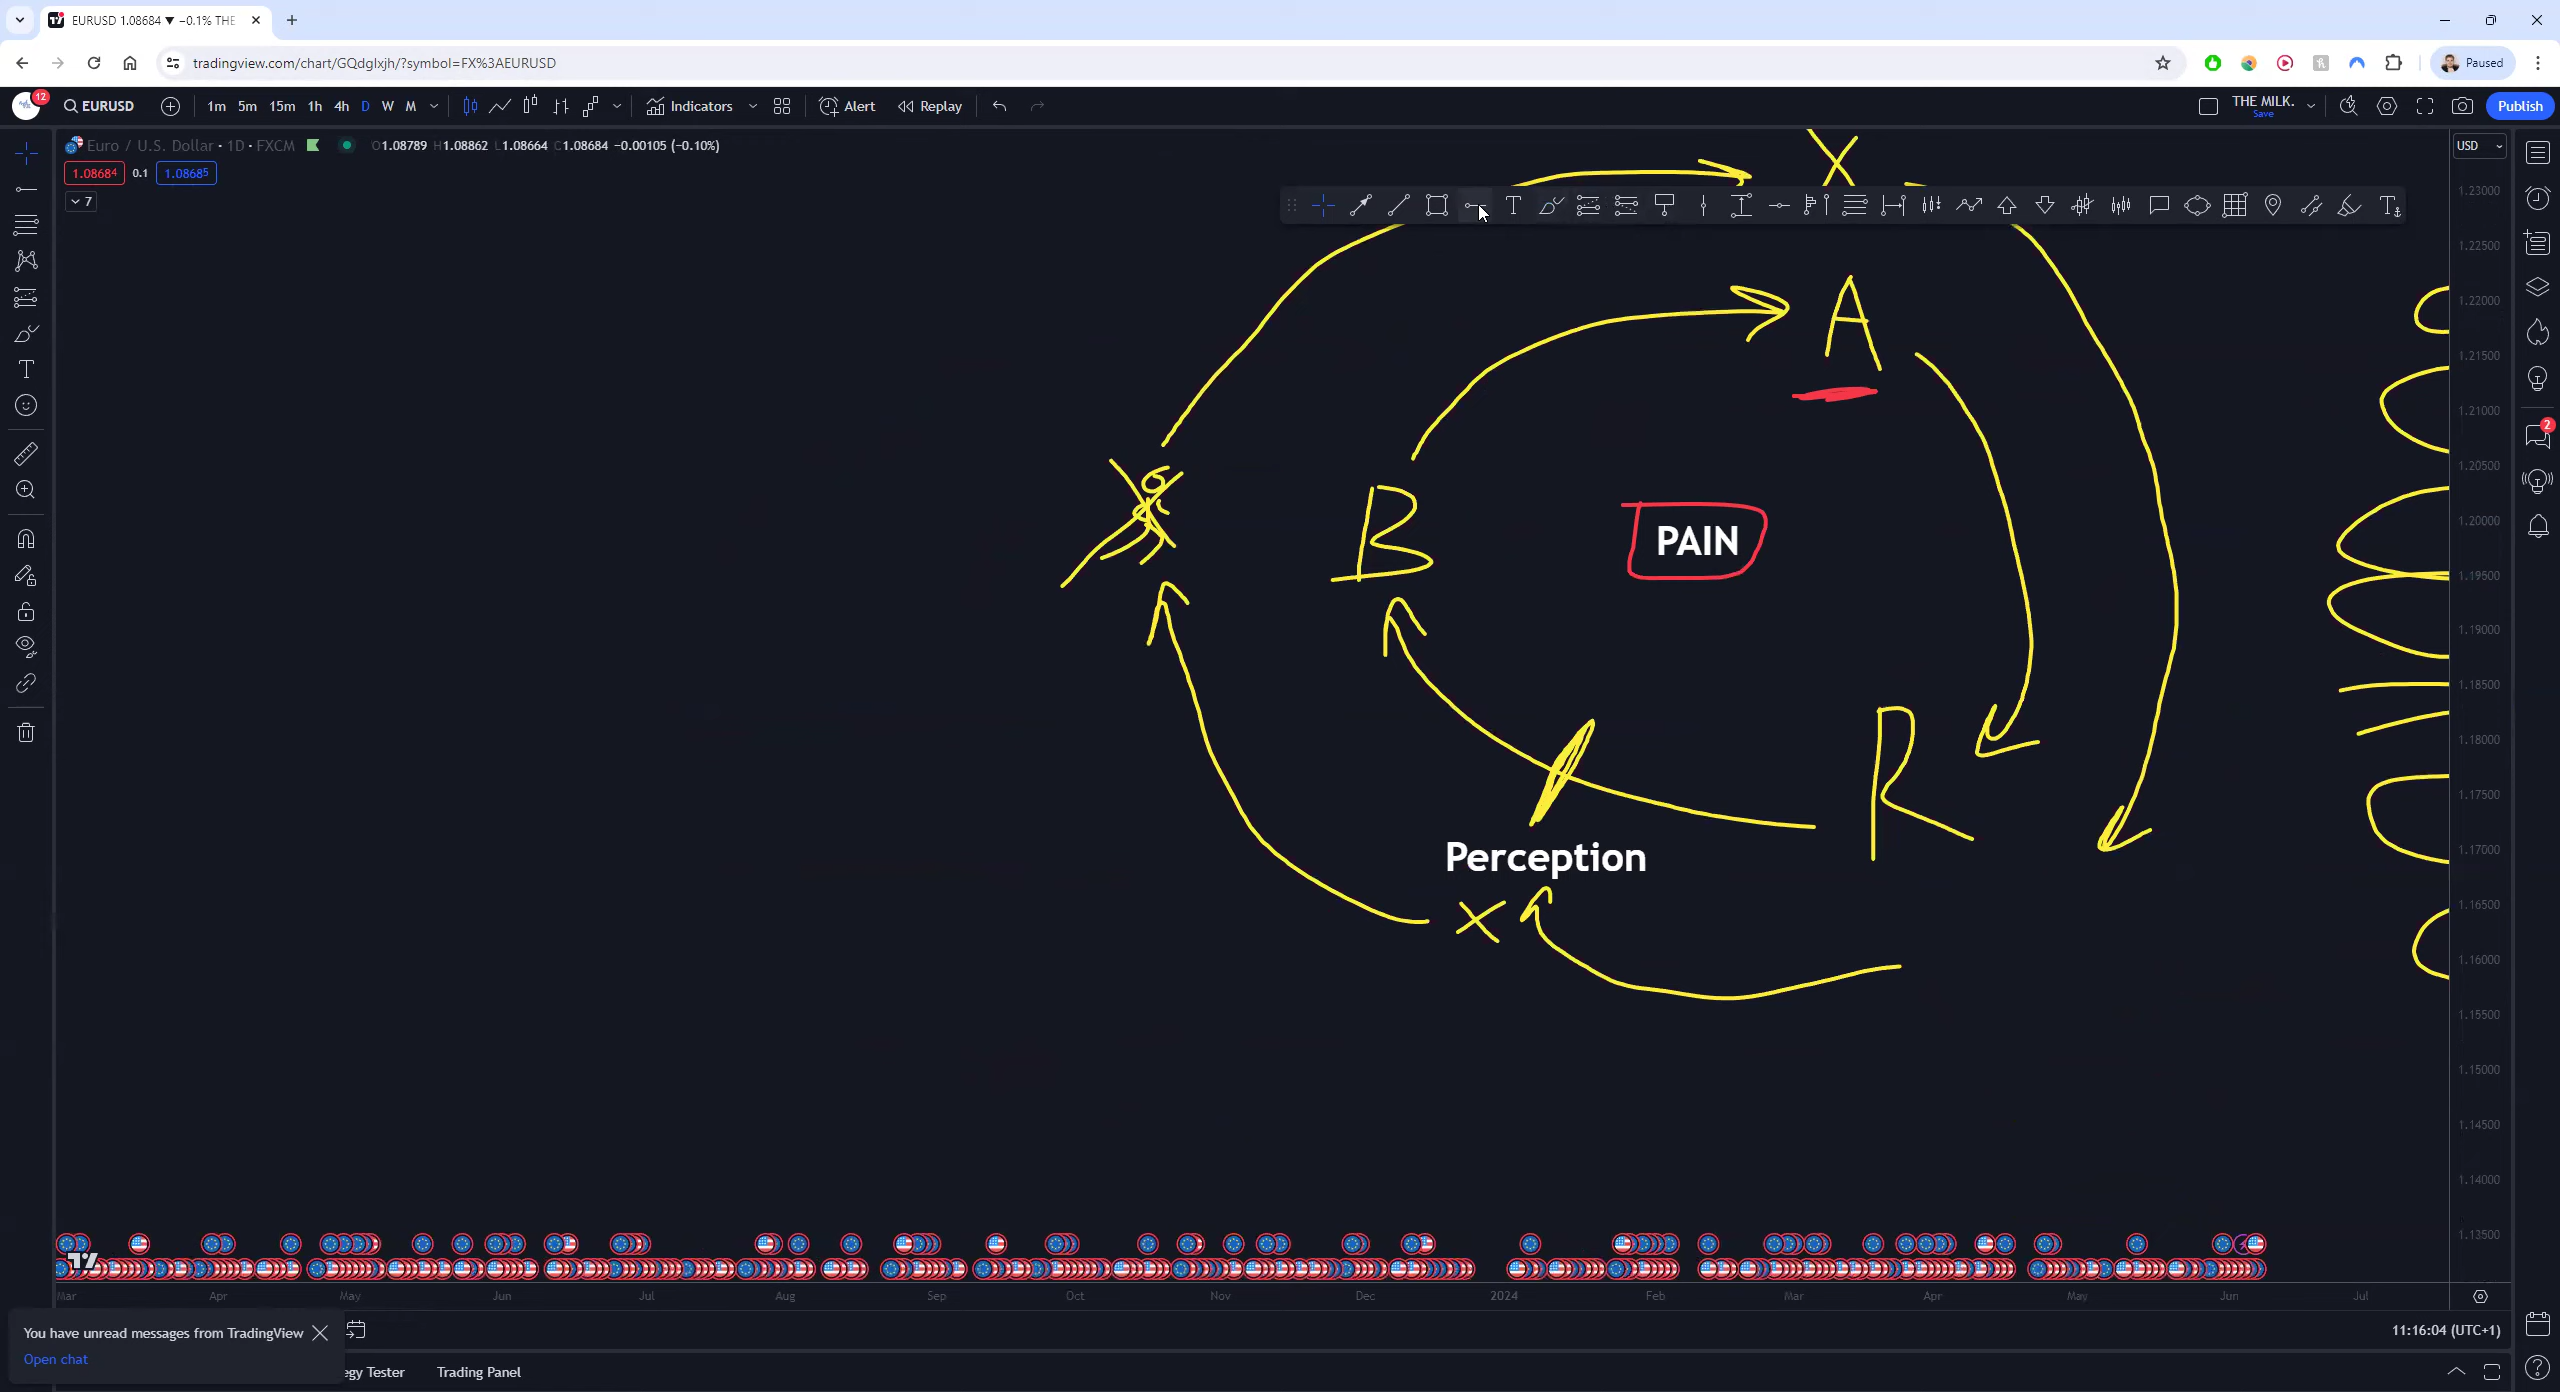 EURUSD 1.08684 ▼ −0.1% THE
tradingview.com/chart/GQdglxjh/?symbol=FX%3AEURUSD
Paused
12
EURUSD
1m 5m 15m 1h 4h D W M
Indicators
Alert
Replay
THE MILK.
Save
Publish
Euro / U.S. Dollar · 1D · FXCM
O1.08789 H1.08862 L1.08664 C1.08684 −0.00105 (−0.10%)
USD
1.08684 0.1 1.08685
7
X
A
B
PAIN
R
Perception
X
1.23000
1.22500
1.22000
1.21500
1.21000
1.20500
1.20000
1.19500
1.19000
1.18500
1.18000
1.17500
1.17000
1.16500
1.16000
1.15500
1.15000
1.14500
1.14000
1.13500
2
Mar Apr May Jun Jul Aug Sep Oct Nov Dec 2024 Feb Mar Apr May Jun Jul
You have unread messages from TradingView
Open chat
11:16:04 (UTC+1)
egy Tester
Trading Panel